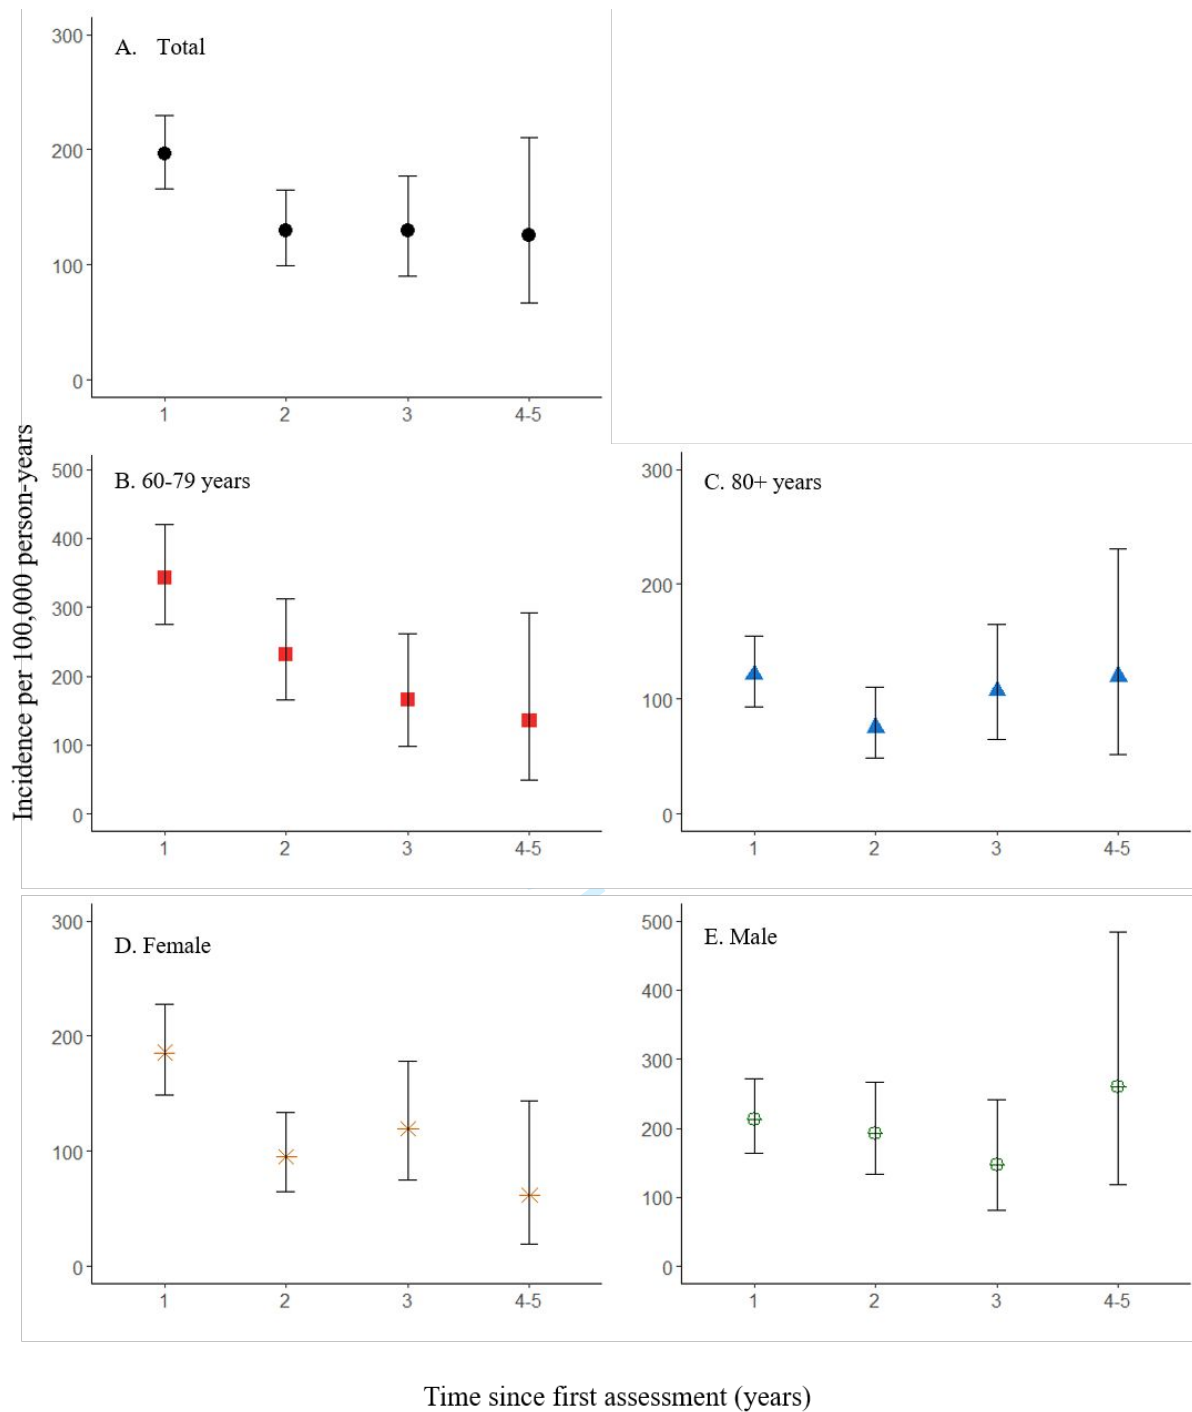 A. Total
300
200
100
0
1 2 3 4-5
Incidence per 100,000 person-years
B. 60-79 years
500
400
300
200
100
0
1 2 3 4-5
C. 80+ years
300
200
100
0
1 2 3 4-5
D. Female
300
200
100
0
1 2 3 4-5
E. Male
500
400
300
200
100
0
1 2 3 4-5
Time since first assessment (years)